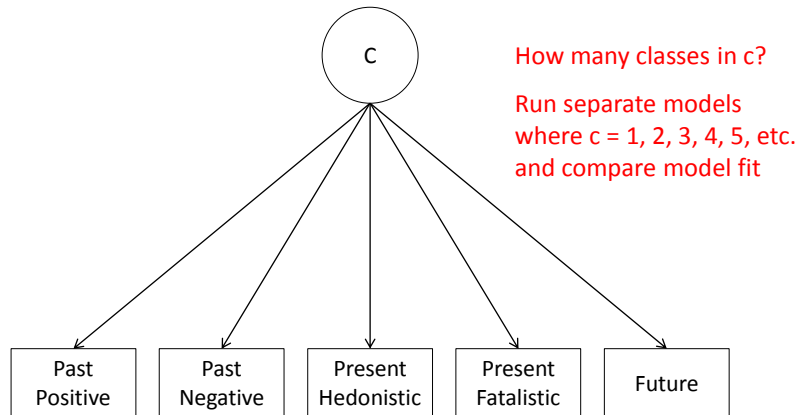 C
How many classes in c?
Run separate models
where c = 1, 2, 3, 4, 5, etc.
and compare model fit
Past
Positive
Past
Negative
Present
Hedonistic
Present
Fatalistic
Future